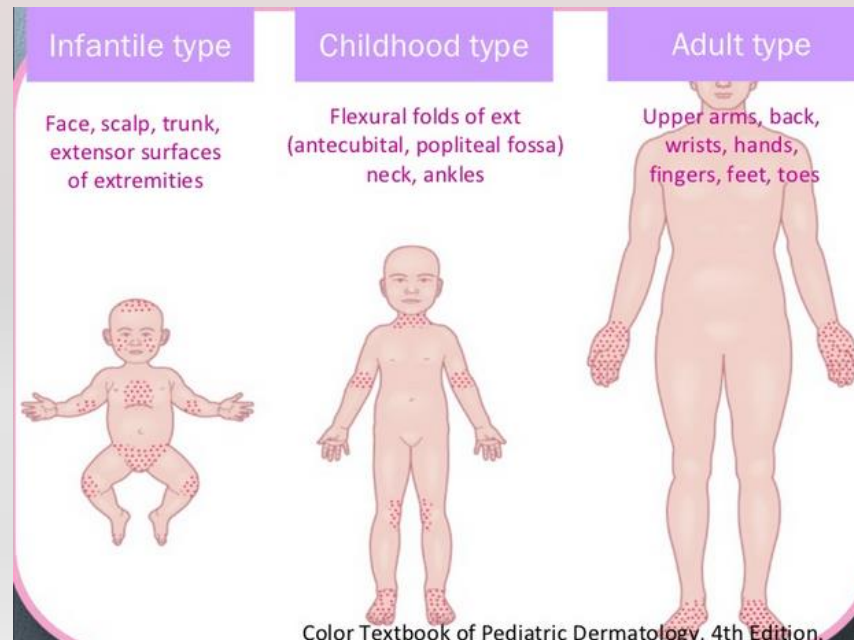 Infantile type
Face, scalp, trunk,
extensor surfaces
of extremities
Childhood type
Flexural folds of ext
(antecubital, popliteal fossa)
neck, ankles
Adult type
Upper arms, back,
wrists, hands,
fingers, feet, toes
Color Textbook of Pediatric Dermatology, 4th Edition.